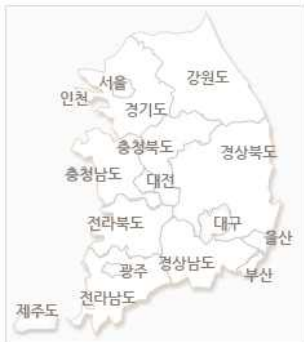 서울
강원도
인천
경기도
충청북도
경상북도
충청남도
대전
전라북도
대구
울산
광주
경상남도
부산
전라남도
제주도